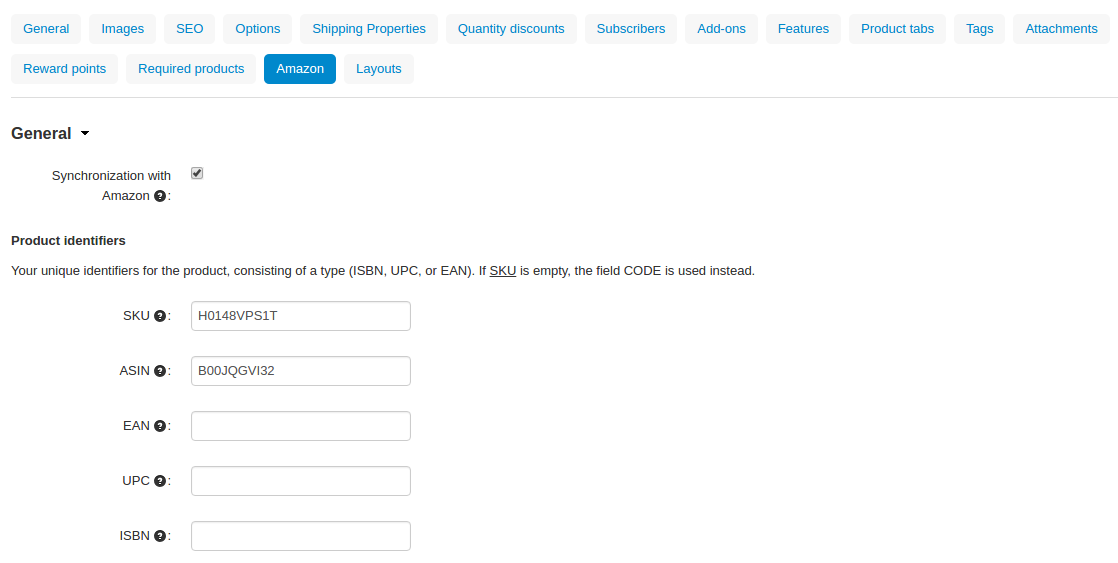 General Images SEO Options Shipping Properties Quantity discounts Subscribers Add-ons Features Product tabs Tags Attachments
Reward points Required products Amazon Layouts
General
Synchronization with
Amazon ?:
Product identifiers
Your unique identifiers for the product, consisting of a type (ISBN, UPC, or EAN). If SKU is empty, the field CODE is used instead.
SKU ?: H0148VPS1T
ASIN ?: B00JQGVI32
EAN ?:
UPC ?:
ISBN ?: